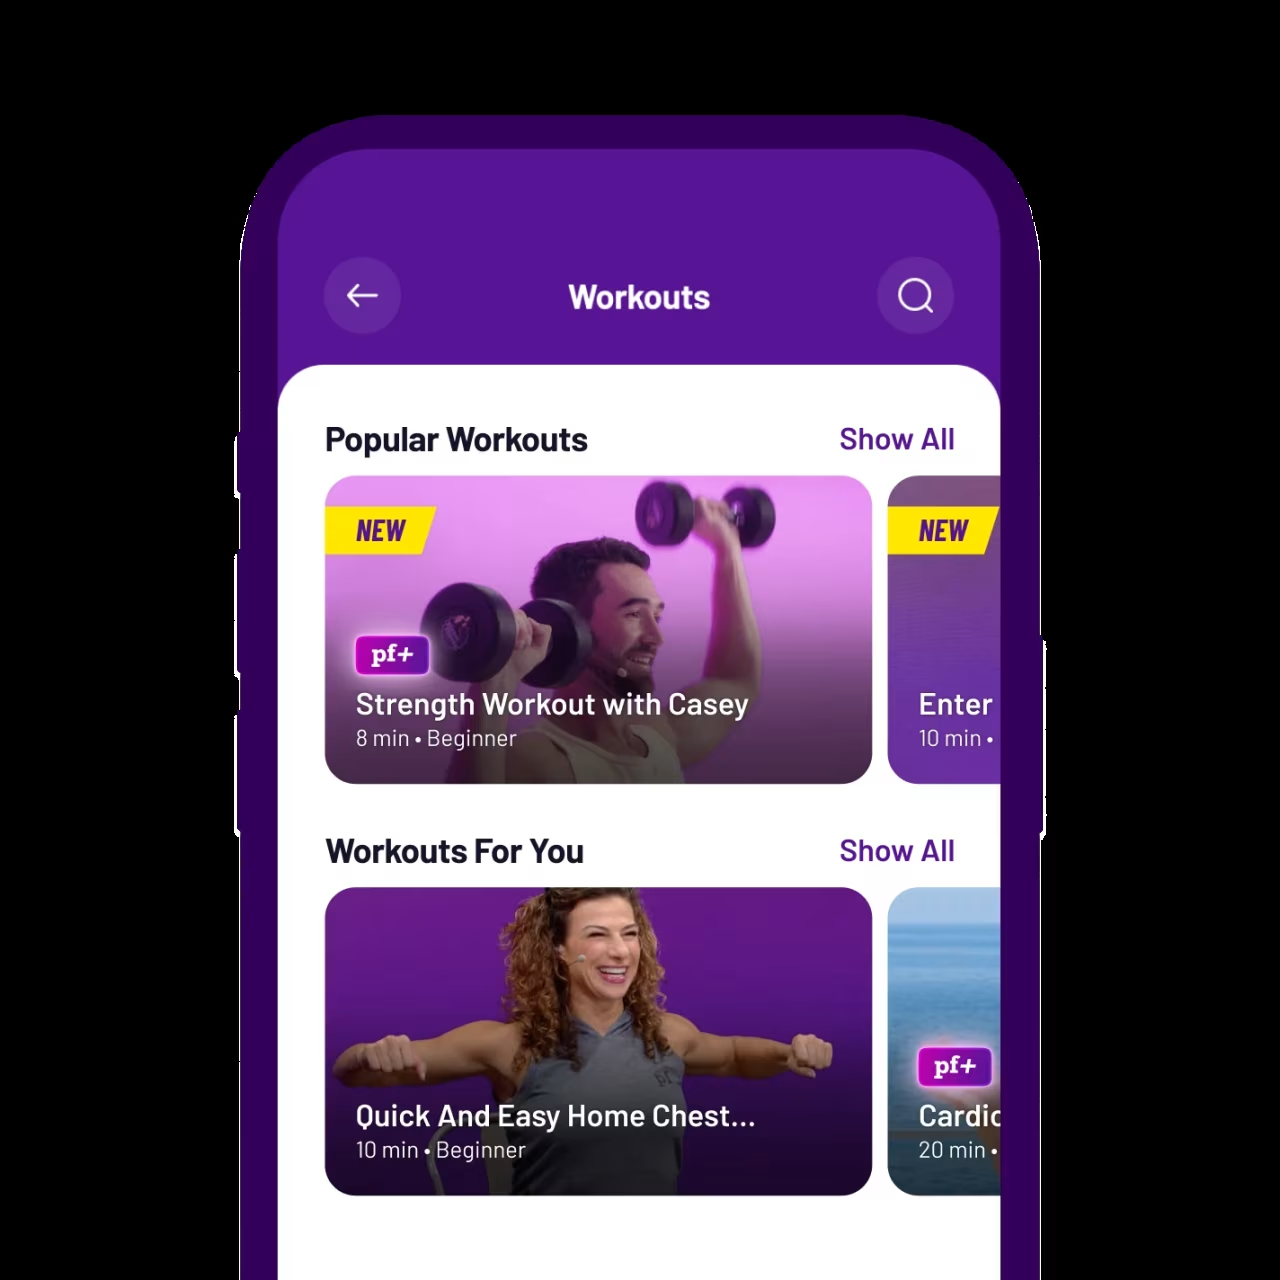 Workouts
Popular Workouts
Show All
NEW
pf+
Strength Workout with Casey
8 min • Beginner
NEW
Enter
10 min •
Workouts For You
Show All
Quick And Easy Home Chest...
10 min • Beginner
pf+
Cardio
20 min •